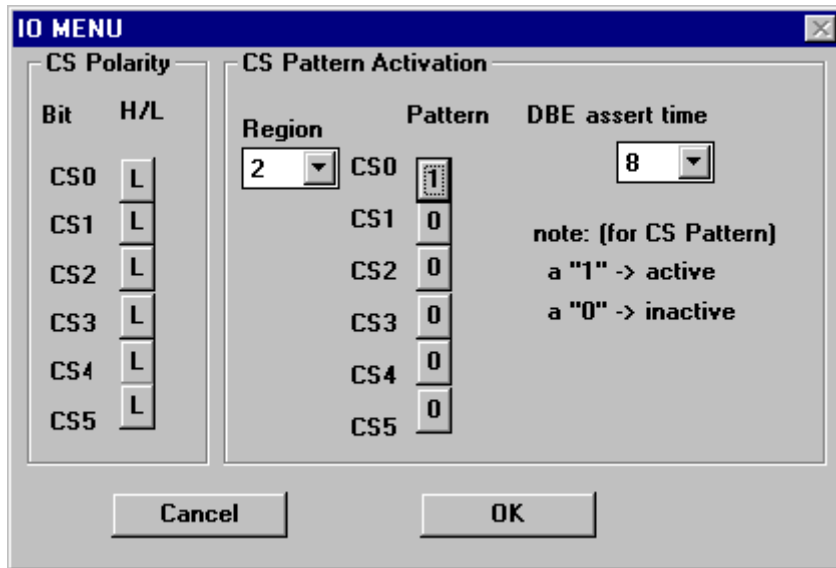 IO MENU
CS Polarity
Bit H/L
CS0 L
CS1 L
CS2 L
CS3 L
CS4 L
CS5 L
CS Pattern Activation
Region
2
Pattern
CS0 1
CS1 0
CS2 0
CS3 0
CS4 0
CS5 0
DBE assert time
8
note: (for CS Pattern)
a "1" -> active
a "0" -> inactive
Cancel
OK